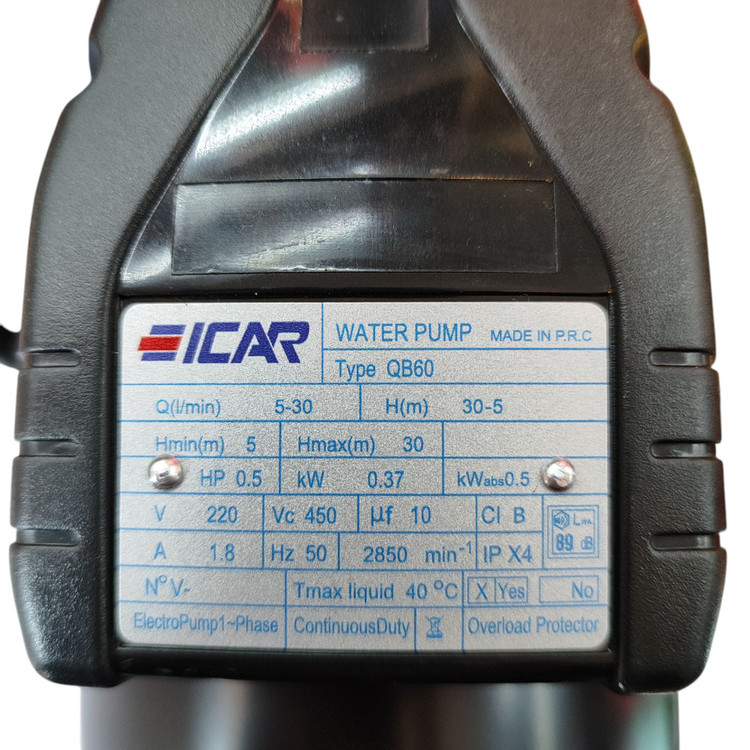 EICAR
WATER PUMP MADE IN P.R.C
Type QB60
Q(l/min) 5-30 H(m) 30-5
Hmin(m) 5 Hmax(m) 30
HP 0.5 kW 0.37 kWabs0.5
V 220 Vc 450 µf 10 Cl B
LWA
89 dB
A 1.8 Hz 50 2850 min-1 IP X4
N°V~ Tmax liquid 40 °C X Yes No
ElectroPump1~Phase ContinuousDuty Overload Protector